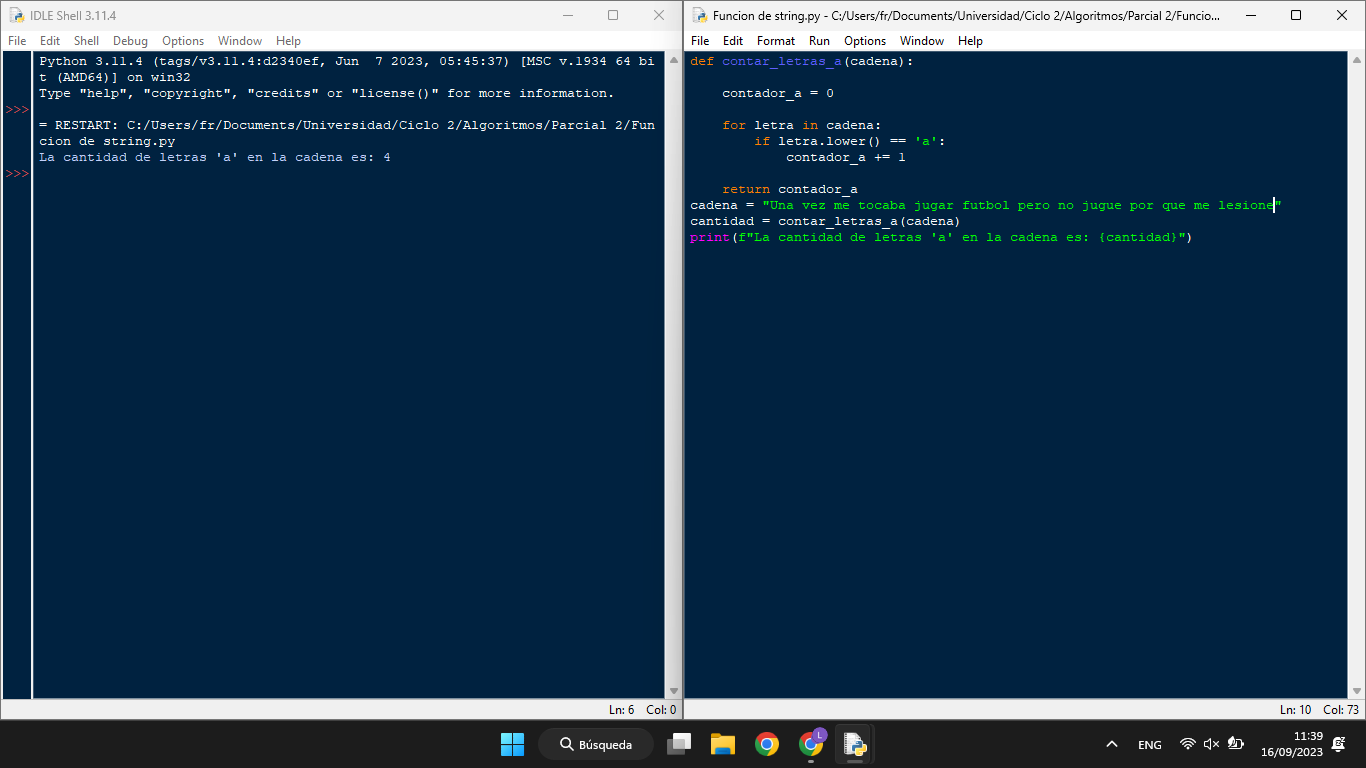 IDLE Shell 3.11.4
File Edit Shell Debug Options Window Help
Python 3.11.4 (tags/v3.11.4:d2340ef, Jun  7 2023, 05:45:37) [MSC v.1934 64 bi
t (AMD64)] on win32
Type "help", "copyright", "credits" or "license()" for more information.
>>>
= RESTART: C:/Users/fr/Documents/Universidad/Ciclo 2/Algoritmos/Parcial 2/Fun
cion de string.py
La cantidad de letras 'a' en la cadena es: 4
>>>
Ln: 6 Col: 0
Funcion de string.py - C:/Users/fr/Documents/Universidad/Ciclo 2/Algoritmos/Parcial 2/Funcio...
File Edit Format Run Options Window Help
def contar_letras_a(cadena):
    contador_a = 0
    for letra in cadena:
        if letra.lower() == 'a':
            contador_a += 1
    return contador_a
cadena = "Una vez me tocaba jugar futbol pero no jugue por que me lesione"
cantidad = contar_letras_a(cadena)
print(f"La cantidad de letras 'a' en la cadena es: {cantidad}")
Ln: 10 Col: 73
Búsqueda
L
ENG
11:39
16/09/2023